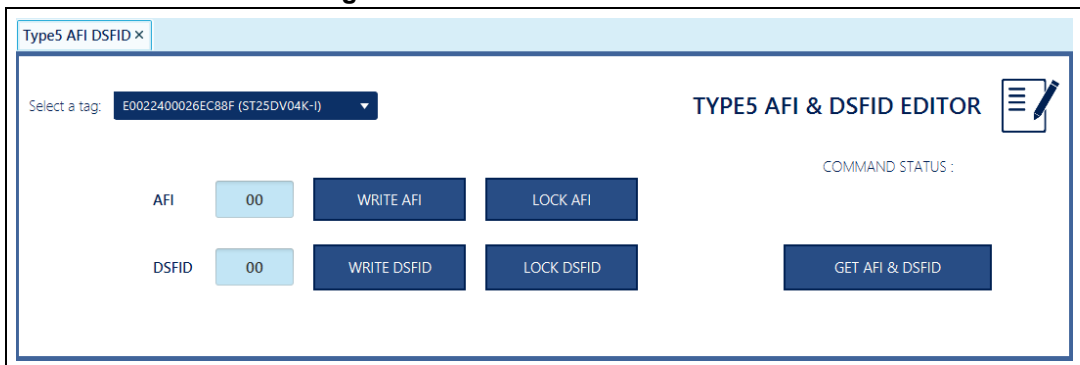 Type5 AFI DSFID ×
Select a tag: E0022400026EC88F (ST25DV04K-I)
TYPE5 AFI & DSFID EDITOR
COMMAND STATUS :
AFI 00 WRITE AFI LOCK AFI
DSFID 00 WRITE DSFID LOCK DSFID GET AFI & DSFID